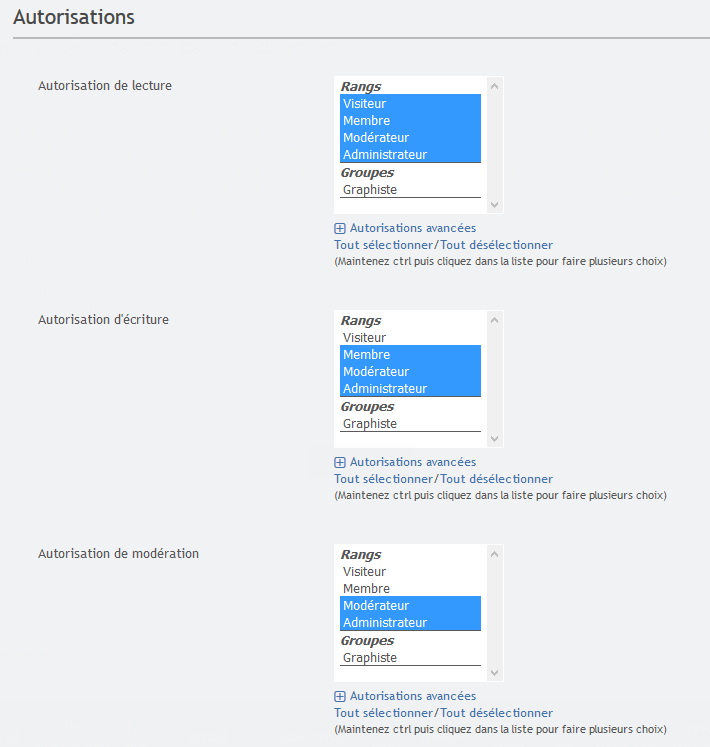 Autorisations
Autorisation de lecture
Rangs
Visiteur
Membre
Modérateur
Administrateur
Groupes
Graphiste
Autorisations avancées
Tout sélectionner/Tout désélectionner
(Maintenez ctrl puis cliquez dans la liste pour faire plusieurs choix)
Autorisation d'écriture
Rangs
Visiteur
Membre
Modérateur
Administrateur
Groupes
Graphiste
Autorisations avancées
Tout sélectionner/Tout désélectionner
(Maintenez ctrl puis cliquez dans la liste pour faire plusieurs choix)
Autorisation de modération
Rangs
Visiteur
Membre
Modérateur
Administrateur
Groupes
Graphiste
Autorisations avancées
Tout sélectionner/Tout désélectionner
(Maintenez ctrl puis cliquez dans la liste pour faire plusieurs choix)